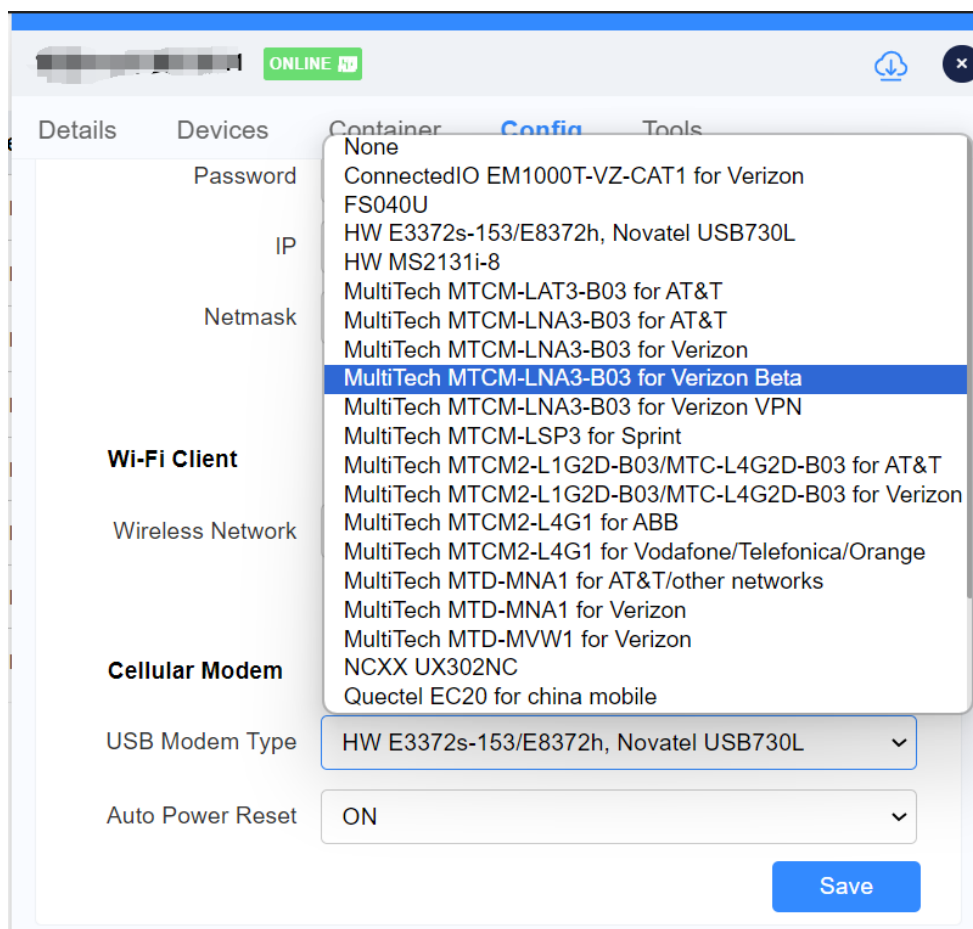 ONLINE
Details Devices Container Config Tools
Password
IP
Netmask
Wi-Fi Client
Wireless Network
Cellular Modem
None
ConnectedIO EM1000T-VZ-CAT1 for Verizon
FS040U
HW E3372s-153/E8372h, Novatel USB730L
HW MS2131i-8
MultiTech MTCM-LAT3-B03 for AT&T
MultiTech MTCM-LNA3-B03 for AT&T
MultiTech MTCM-LNA3-B03 for Verizon
MultiTech MTCM-LNA3-B03 for Verizon Beta
MultiTech MTCM-LNA3-B03 for Verizon VPN
MultiTech MTCM-LSP3 for Sprint
MultiTech MTCM2-L1G2D-B03/MTC-L4G2D-B03 for AT&T
MultiTech MTCM2-L1G2D-B03/MTC-L4G2D-B03 for Verizon
MultiTech MTCM2-L4G1 for ABB
MultiTech MTCM2-L4G1 for Vodafone/Telefonica/Orange
MultiTech MTD-MNA1 for AT&T/other networks
MultiTech MTD-MNA1 for Verizon
MultiTech MTD-MVW1 for Verizon
NCXX UX302NC
Quectel EC20 for china mobile
USB Modem Type HW E3372s-153/E8372h, Novatel USB730L
Auto Power Reset ON
Save